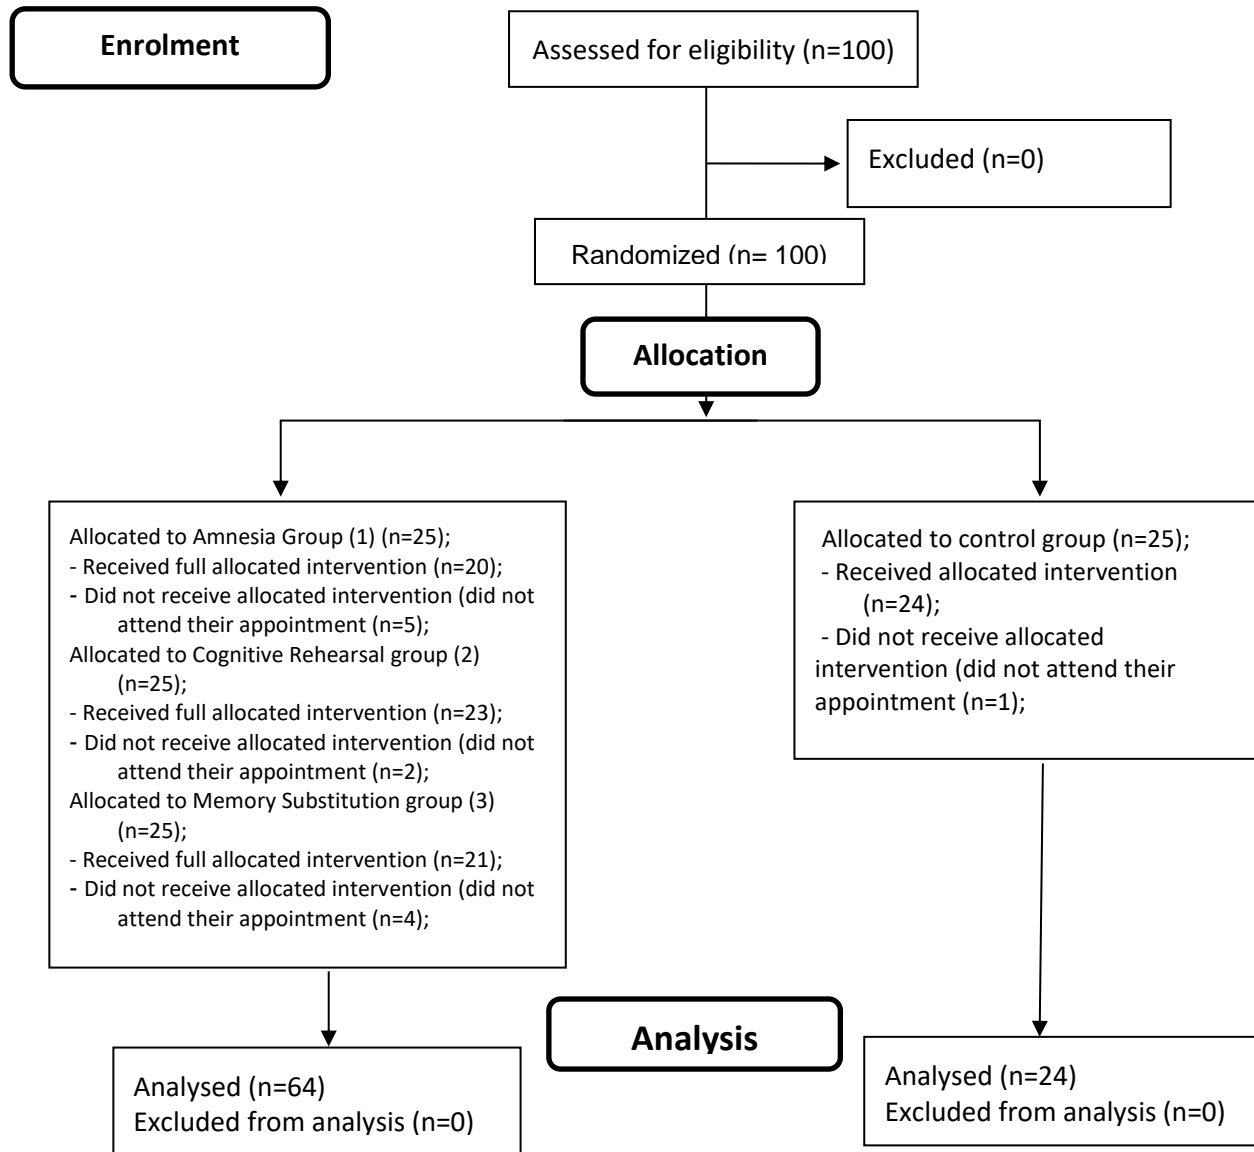 Enrolment
Assessed for eligibility (n=100)
Excluded (n=0)
Randomized (n= 100)
Allocation
Allocated to Amnesia Group (1) (n=25);
- Received full allocated intervention (n=20);
- Did not receive allocated intervention (did not
attend their appointment (n=5);
Allocated to Cognitive Rehearsal group (2)
(n=25);
- Received full allocated intervention (n=23);
- Did not receive allocated intervention (did not
attend their appointment (n=2);
Allocated to Memory Substitution group (3)
(n=25);
- Received full allocated intervention (n=21);
- Did not receive allocated intervention (did not
attend their appointment (n=4);
Allocated to control group (n=25);
- Received allocated intervention
(n=24);
- Did not receive allocated
intervention (did not attend their
appointment (n=1);
Analysis
Analysed (n=64)
Excluded from analysis (n=0)
Analysed (n=24)
Excluded from analysis (n=0)